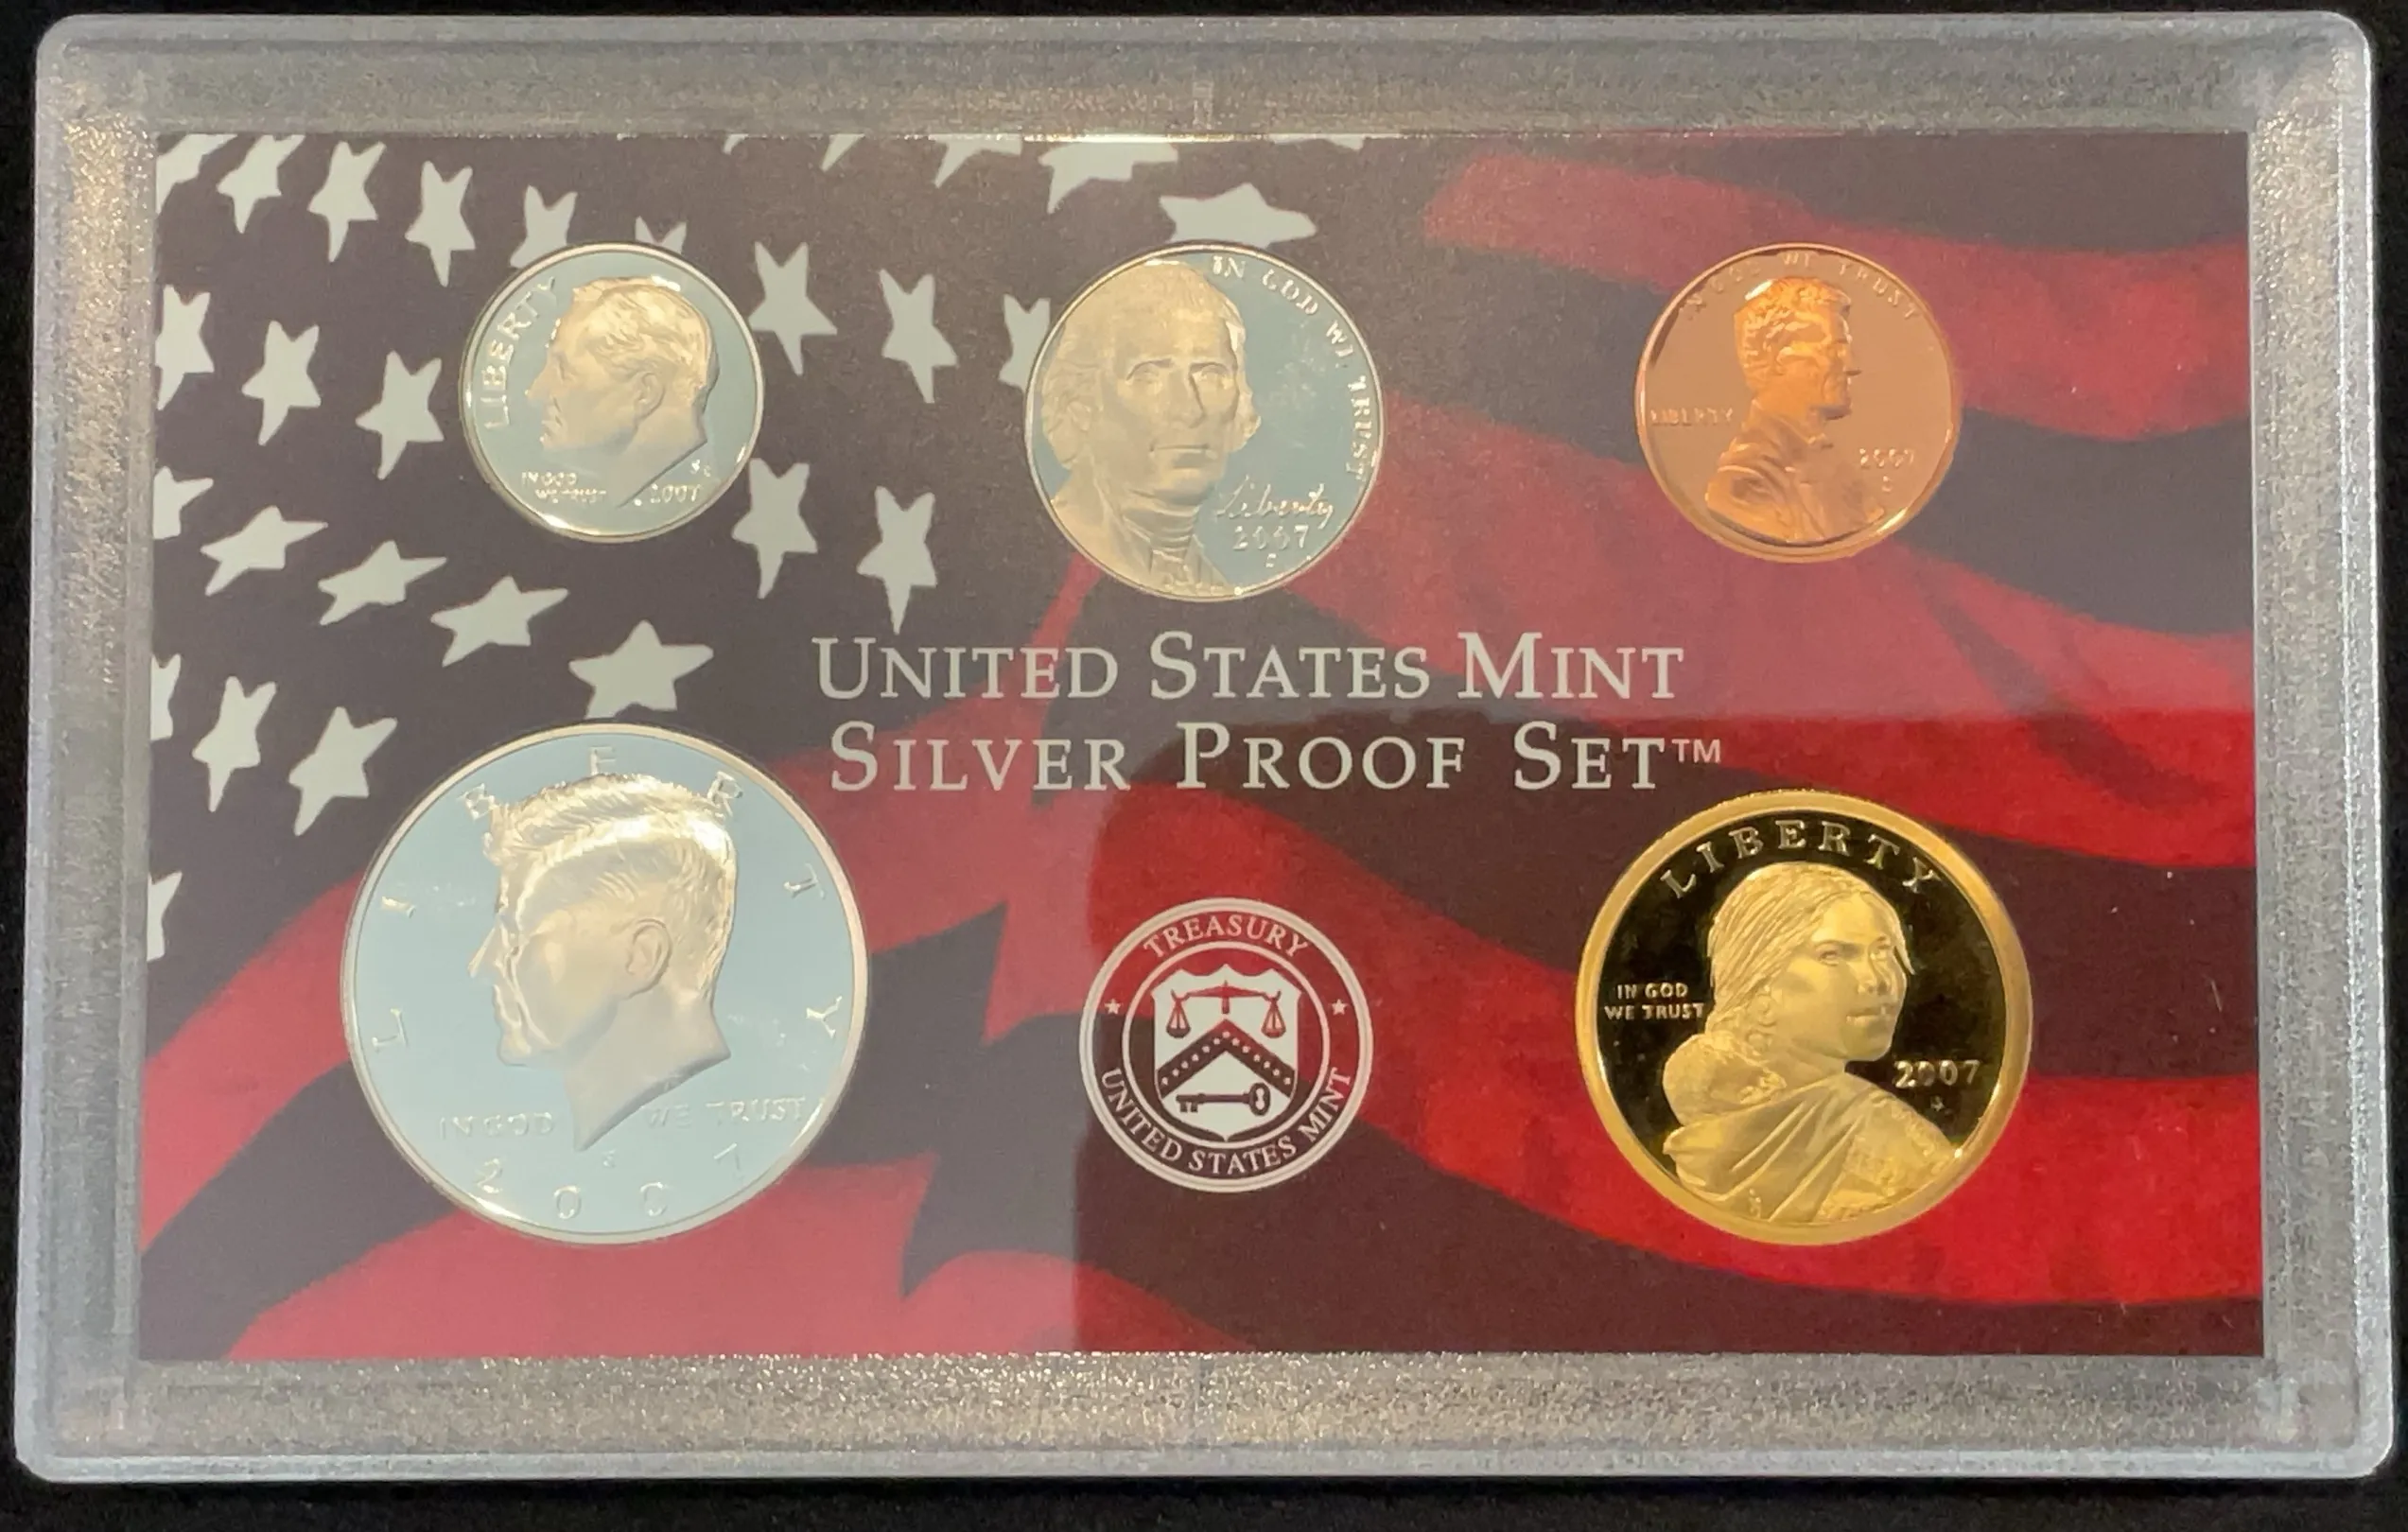 LIBERTY
IN GOD
WE TRUST
2007
S
IN GOD WE TRUST
Liberty
2007
S
IN GOD WE TRUST
LIBERTY
2007
S
UNITED STATES MINT
SILVER PROOF SET™
LIBERTY
IN GOD WE TRUST
S
2007
TREASURY
UNITED STATES MINT
LIBERTY
IN GOD
WE TRUST
2007
S